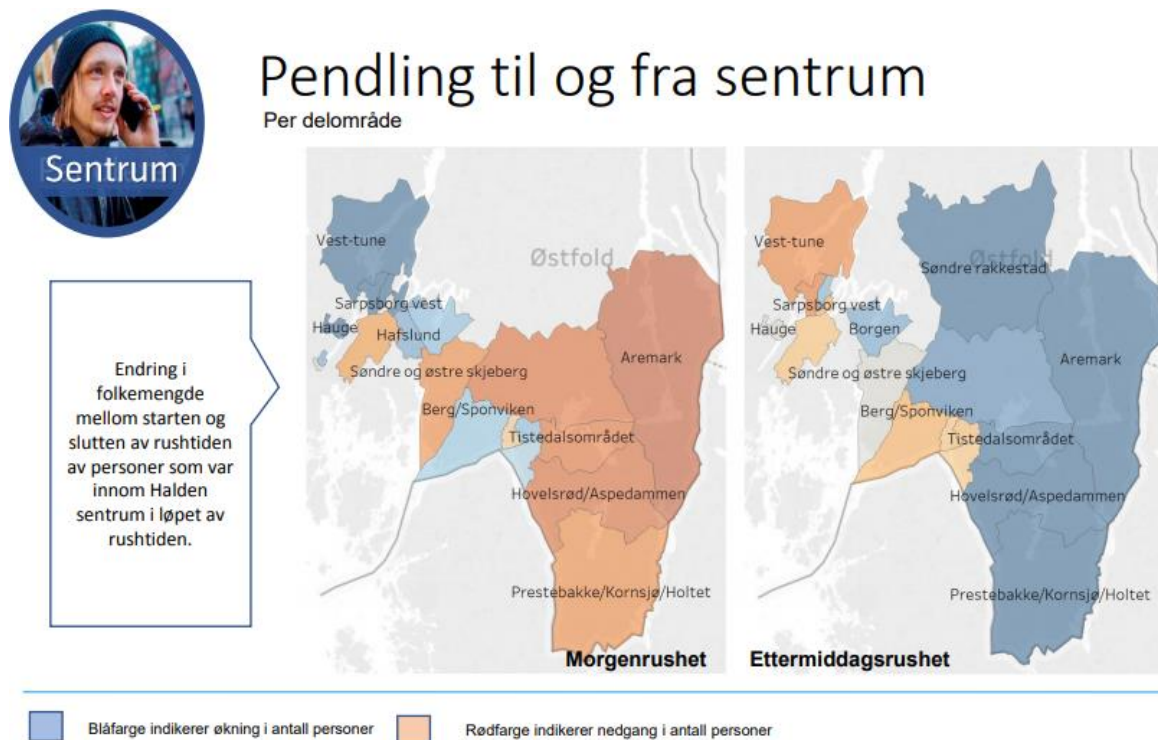 Sentrum
Pendling til og fra sentrum
Per delområde
Endring i
folkemengde
mellom starten og
slutten av rushtiden
av personer som var
innom Halden
sentrum i løpet av
rushtiden.
Vest-tune
Østfold
Sarpsborg vest
Hauge
Hafslund
Aremark
Søndre og østre skjeberg
Berg/Sponviken
Tistedalsområdet
Hovelsrød/Aspedammen
Prestebakke/Kornsjø/Holtet
Morgenrushet
Vest-tune
Østfold
Søndre rakkestad
Sarpsborg vest
Hauge
Borgen
Aremark
Søndre og østre skjeberg
Berg/Sponviken
Tistedalsområdet
Hovelsrød/Aspedammen
Prestebakke/Kornsjø/Holtet
Ettermiddagsrushet
Blåfarge indikerer økning i antall personer
Rødfarge indikerer nedgang i antall personer